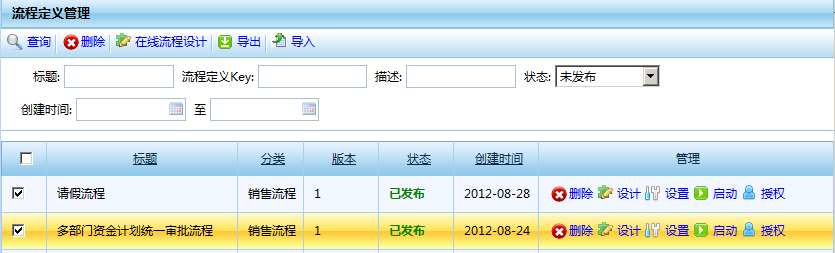 流程定义管理
查询 删除 在线流程设计 导出 导入
标题: 流程定义Key: 描述: 状态: 未发布
创建时间: 至
标题 分类 版本 状态 创建时间 管理
请假流程 销售流程 1 已发布 2012-08-28 删除 设计 设置 启动 授权
多部门资金计划统一审批流程 销售流程 1 已发布 2012-08-24 删除 设计 设置 启动 授权